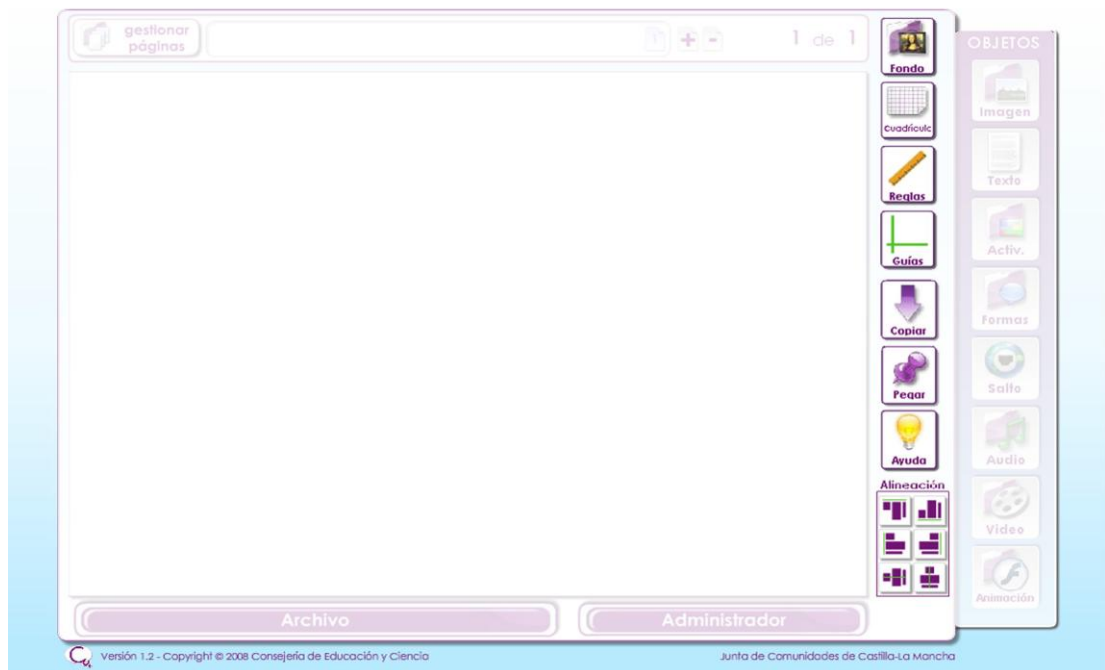 gestionar
páginas
1 de 1
Fondo
Cuadrícula
Reglas
Guías
Copiar
Pegar
Ayuda
Alineación
OBJETOS
Imagen
Texto
Activ.
Formas
Salto
Audio
Video
Animación
Archivo
Administrador
Versión 1.2 - Copyright © 2008 Consejería de Educación y Ciencia
Junta de Comunidades de Castilla-La Mancha